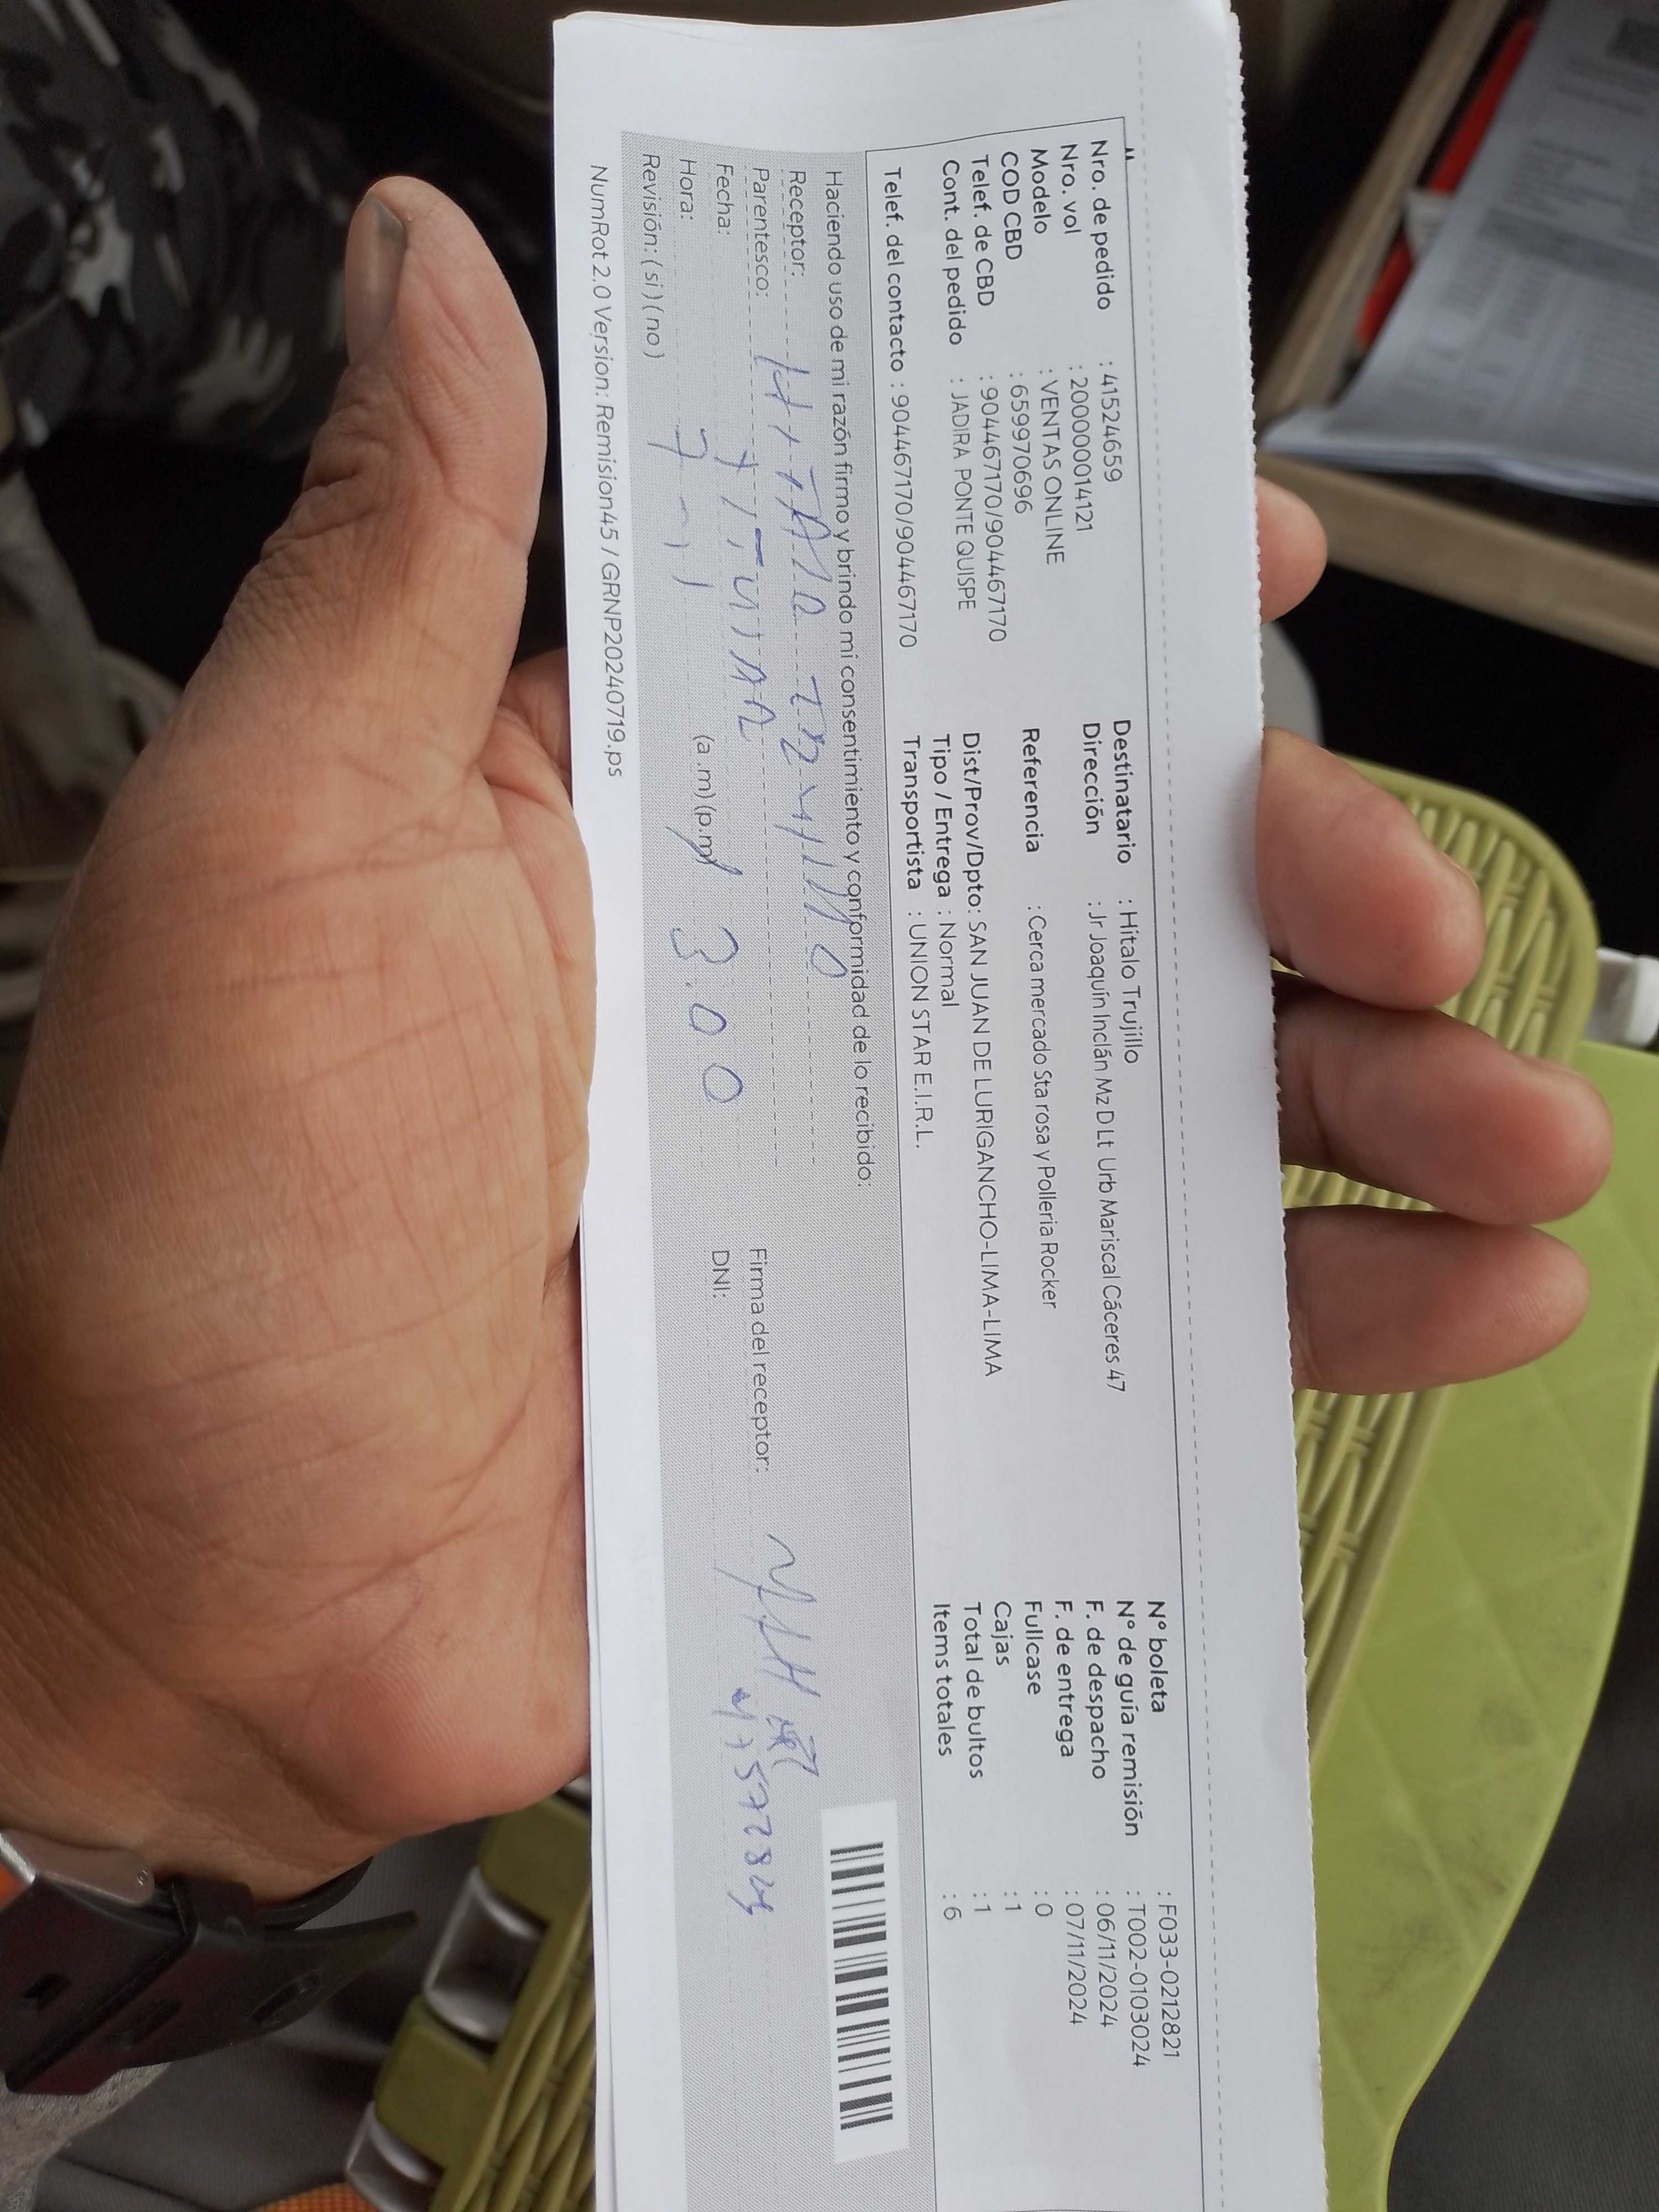 Nro. de pedido : 41524659
Nro. vol : 2000000014121
Modelo : VENTAS ONLINE
COD CBD : 6599970696
Telef. de CBD : 904467170/904467170
Cont. del pedido : JADIRA PONTE QUISPE
Telef. del contacto : 904467170/904467170
Destinatario : Hitalo Trujillo
Dirección : Jr Joaquín Inclán Mz D Lt Urb Mariscal Cáceres 47
Referencia : Cerca mercado Sta rosa y Polleria Rocker
Dist/Prov/Dpto: SAN JUAN DE LURIGANCHO-LIMA-LIMA
Tipo / Entrega : Normal
Transportista : UNION STAR E.I.R.L.
Nº boleta : F033-0212821
Nº de guía remisión : T002-0103024
F. de despacho : 06/11/2024
F. de entrega : 07/11/2024
Fullcase : 0
Cajas : 1
Total de bultos : 1
Items totales : 6
Haciendo uso de mi razón firmo y brindo mi consentimiento y conformidad de lo recibido:
Receptor:
Parentesco:
Fecha:
Hora: (a.m)(p.m) 3.00
Revisión: ( si ) ( no )
Firma del receptor:
DNI:
NumRot 2.0 Version: Remision45 / GRNP20240719.ps